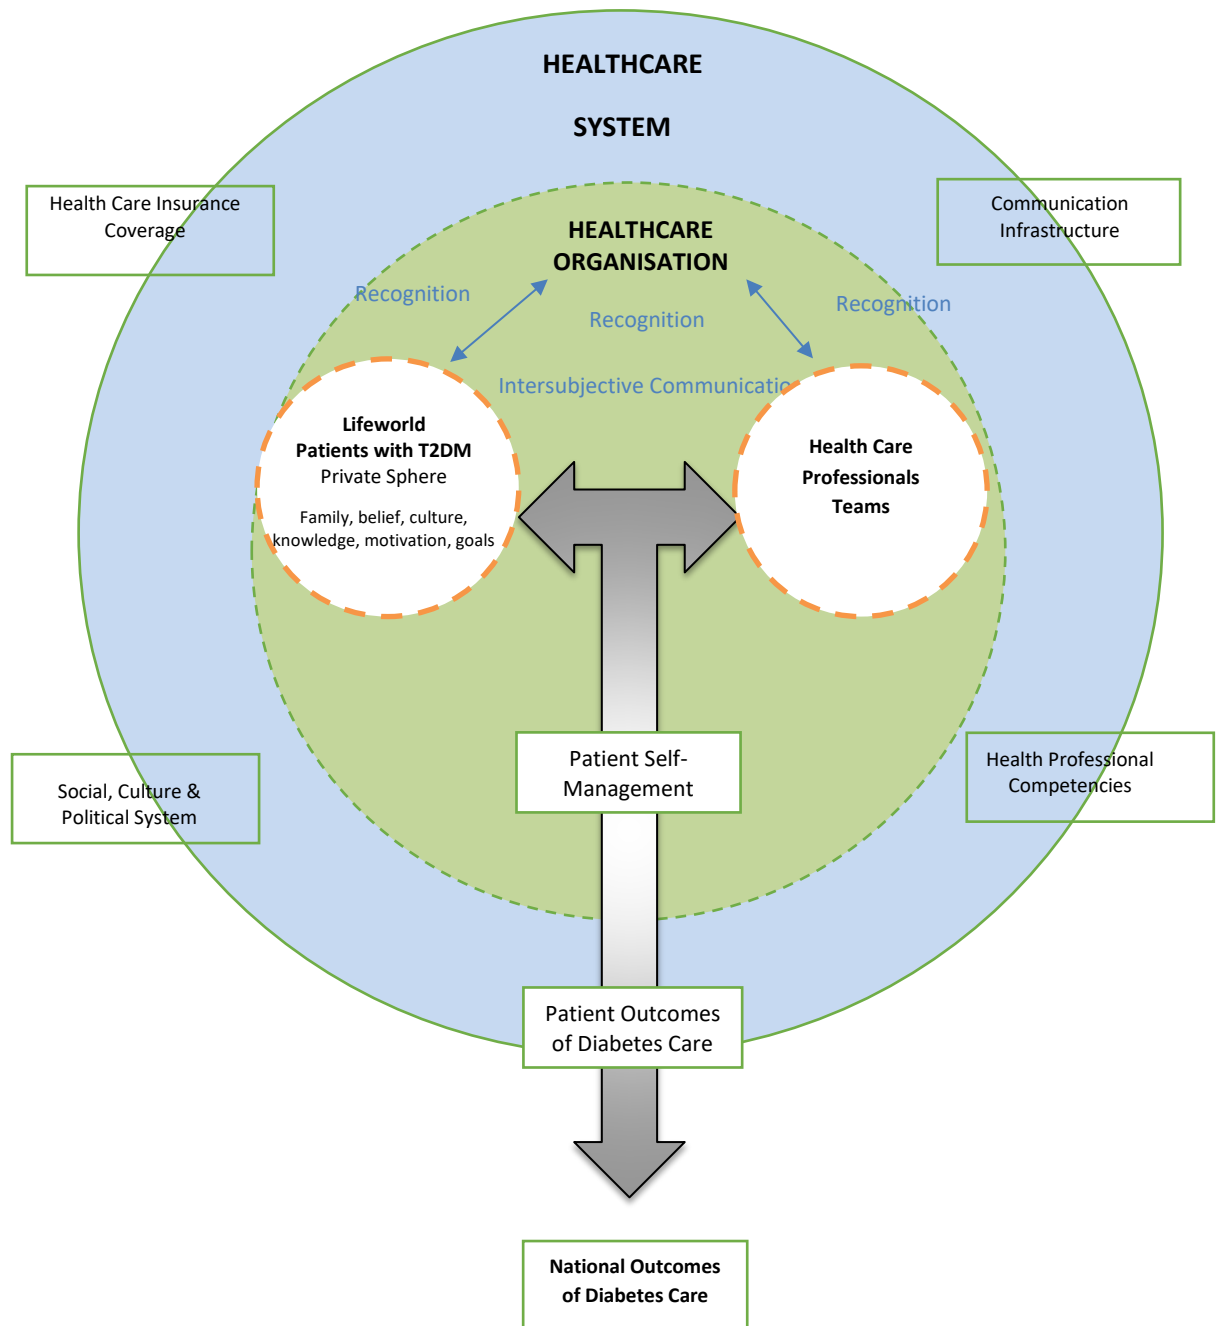 HEALTHCARE
SYSTEM
Health Care Insurance
Coverage
Communication
Infrastructure
HEALTHCARE
ORGANISATION
Recognition
Recognition
Recognition
Intersubjective Communicatio
Lifeworld
Patients with T2DM
Private Sphere
Family, belief, culture,
knowledge, motivation, goals
Health Care
Professionals
Teams
Patient Self-
Management
Social, Culture &
Political System
Health Professional
Competencies
Patient Outcomes
of Diabetes Care
National Outcomes
of Diabetes Care